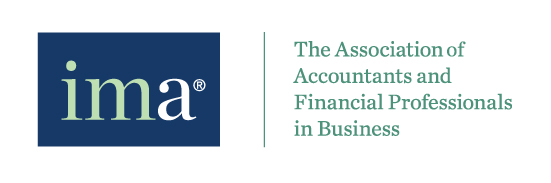 ima®
The Association of
Accountants and
Financial Professionals
in Business